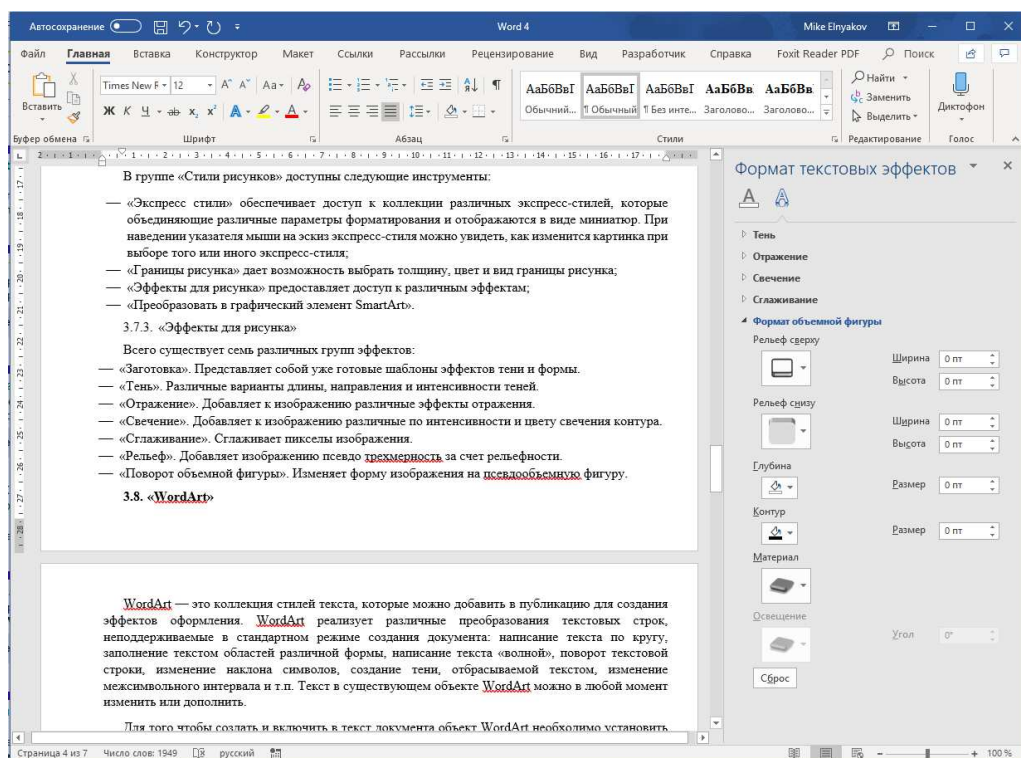 Автосохранение
Word 4
Mike Elnyakov
Файл Главная Вставка Конструктор Макет Ссылки Рассылки Рецензирование Вид Разработчик Справка Foxit Reader PDF Поиск
Вставить
Буфер обмена
Times New F 12
Ж К Ч
Шрифт
Абзац
АаБбВвГ АаБбВвГ АаБбВвГ АаБбВв АаБбВв
Обычный... ¶ Обычный ¶ Без инте... Заголово... Заголово...
Стили
Найти
Заменить
Выделить
Редактирование
Диктофон
Голос
В группе «Стили рисунков» доступны следующие инструменты:
— «Экспресс стили» обеспечивает доступ к коллекции различных экспресс-стилей, которые
объединяющие различные параметры форматирования и отображаются в виде миниатюр. При
наведении указателя мыши на эскиз экспресс-стиля можно увидеть, как изменится картинка при
выборе того или иного экспресс-стиля;
— «Границы рисунка» дает возможность выбрать толщину, цвет и вид границы рисунка;
— «Эффекты для рисунка» предоставляет доступ к различным эффектам;
— «Преобразовать в графический элемент SmartArt».
3.7.3. «Эффекты для рисунка»
Всего существует семь различных групп эффектов:
— «Заготовка». Представляет собой уже готовые шаблоны эффектов тени и формы.
— «Тень». Различные варианты длины, направления и интенсивности теней.
— «Отражение». Добавляет к изображению различные эффекты отражения.
— «Свечение». Добавляет к изображению различные по интенсивности и цвету свечения контура.
— «Сглаживание». Сглаживает пикселы изображения.
— «Рельеф». Добавляет изображению псевдо трехмерность за счет рельефности.
— «Поворот объемной фигуры». Изменяет форму изображения на псевдообъемную фигуру.
3.8. «WordArt»
WordArt — это коллекция стилей текста, которые можно добавить в публикацию для создания
эффектов оформления. WordArt реализует различные преобразования текстовых строк,
неподдерживаемые в стандартном режиме создания документа: написание текста по кругу,
заполнение текстом областей различной формы, написание текста «волной», поворот текстовой
строки, изменение наклона символов, создание тени, отбрасываемой текстом, изменение
межсимвольного интервала и т.п. Текст в существующем объекте WordArt можно в любой момент
изменить или дополнить.
Для того чтобы создать и включить в текст документа объект WordArt необходимо установить
Формат текстовых эффектов
Тень
Отражение
Свечение
Сглаживание
Формат объемной фигуры
Рельеф сверху
Ширина 0 пт
Высота 0 пт
Рельеф снизу
Ширина 0 пт
Высота 0 пт
Глубина
Размер 0 пт
Контур
Размер 0 пт
Материал
Освещение
Угол 0°
Сброс
Страница 4 из 7 Число слов: 1949 русский 100 %